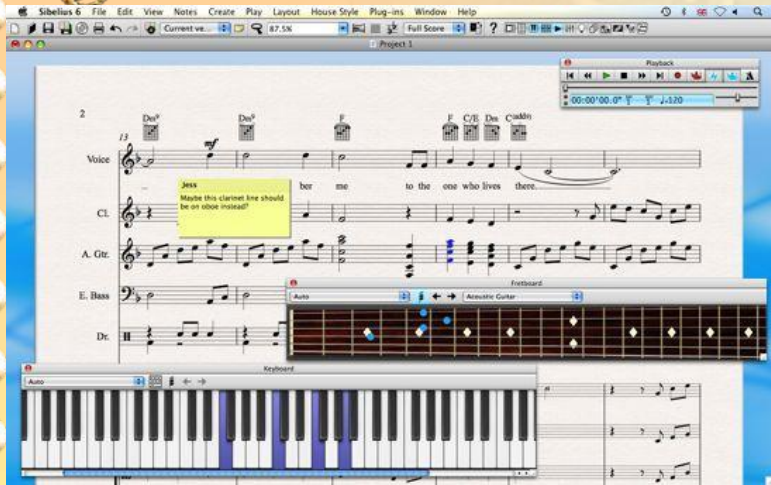 Sibelius 6 File Edit View Notes Create Play Layout House Style Plug-ins Window Help
Current ve... 87.5% Full Score ?
Project 1
Playback
00:00'00.0" ♩=120
2
Dm⁹ Dm⁹ F F C/E Dm C(add9)
13
mf
Voice
ber me to the one who lives there.
Jess
Maybe this clarinet line should
be on oboe instead?
Cl.
A. Gtr.
Fretboard
E. Bass
Auto Acoustic Guitar
Dr.
Keyboard
Auto